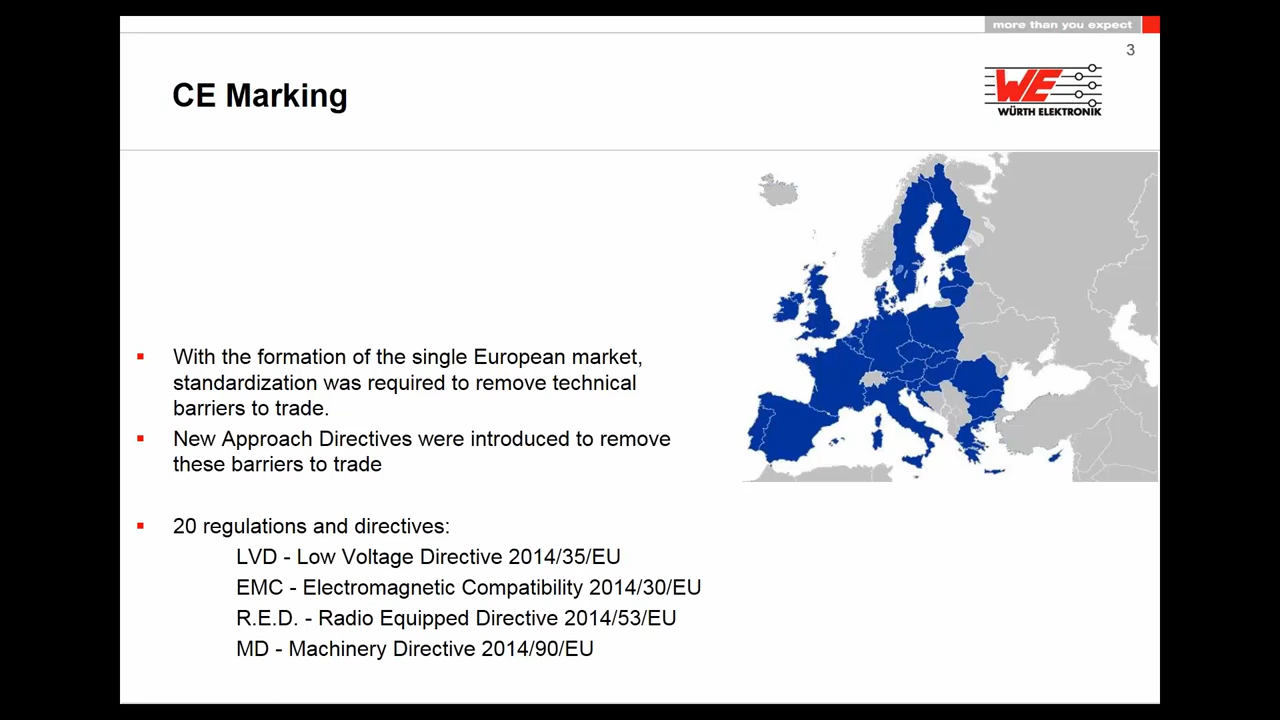 more than you expect
3
CE Marking
WE
WÜRTH ELEKTRONIK
With the formation of the single European market,
standardization was required to remove technical
barriers to trade.
New Approach Directives were introduced to remove
these barriers to trade
20 regulations and directives:
LVD - Low Voltage Directive 2014/35/EU
EMC - Electromagnetic Compatibility 2014/30/EU
R.E.D. - Radio Equipped Directive 2014/53/EU
MD - Machinery Directive 2014/90/EU